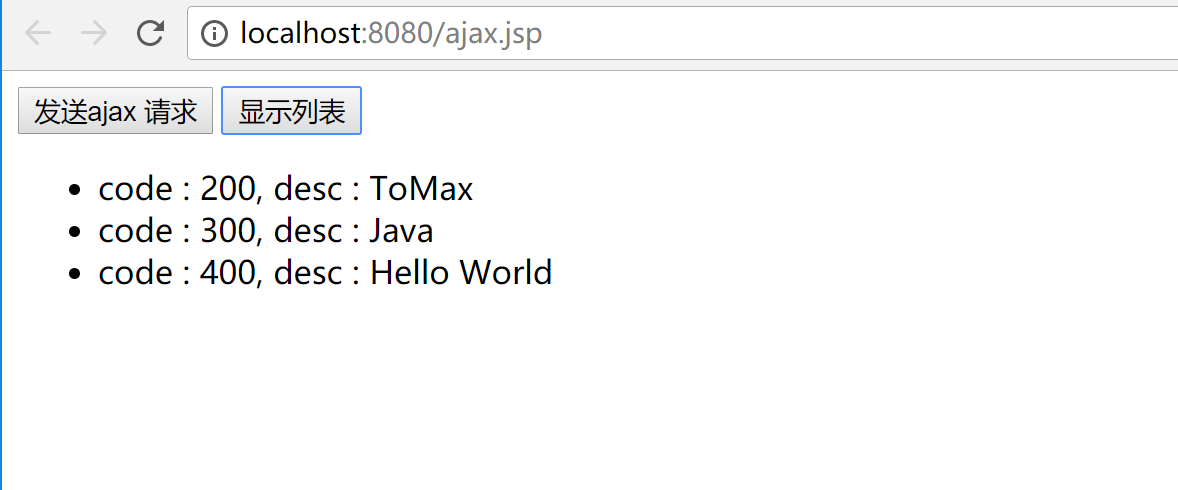 localhost:8080/ajax.jsp
发送ajax 请求 显示列表
code : 200, desc : ToMax
code : 300, desc : Java
code : 400, desc : Hello World